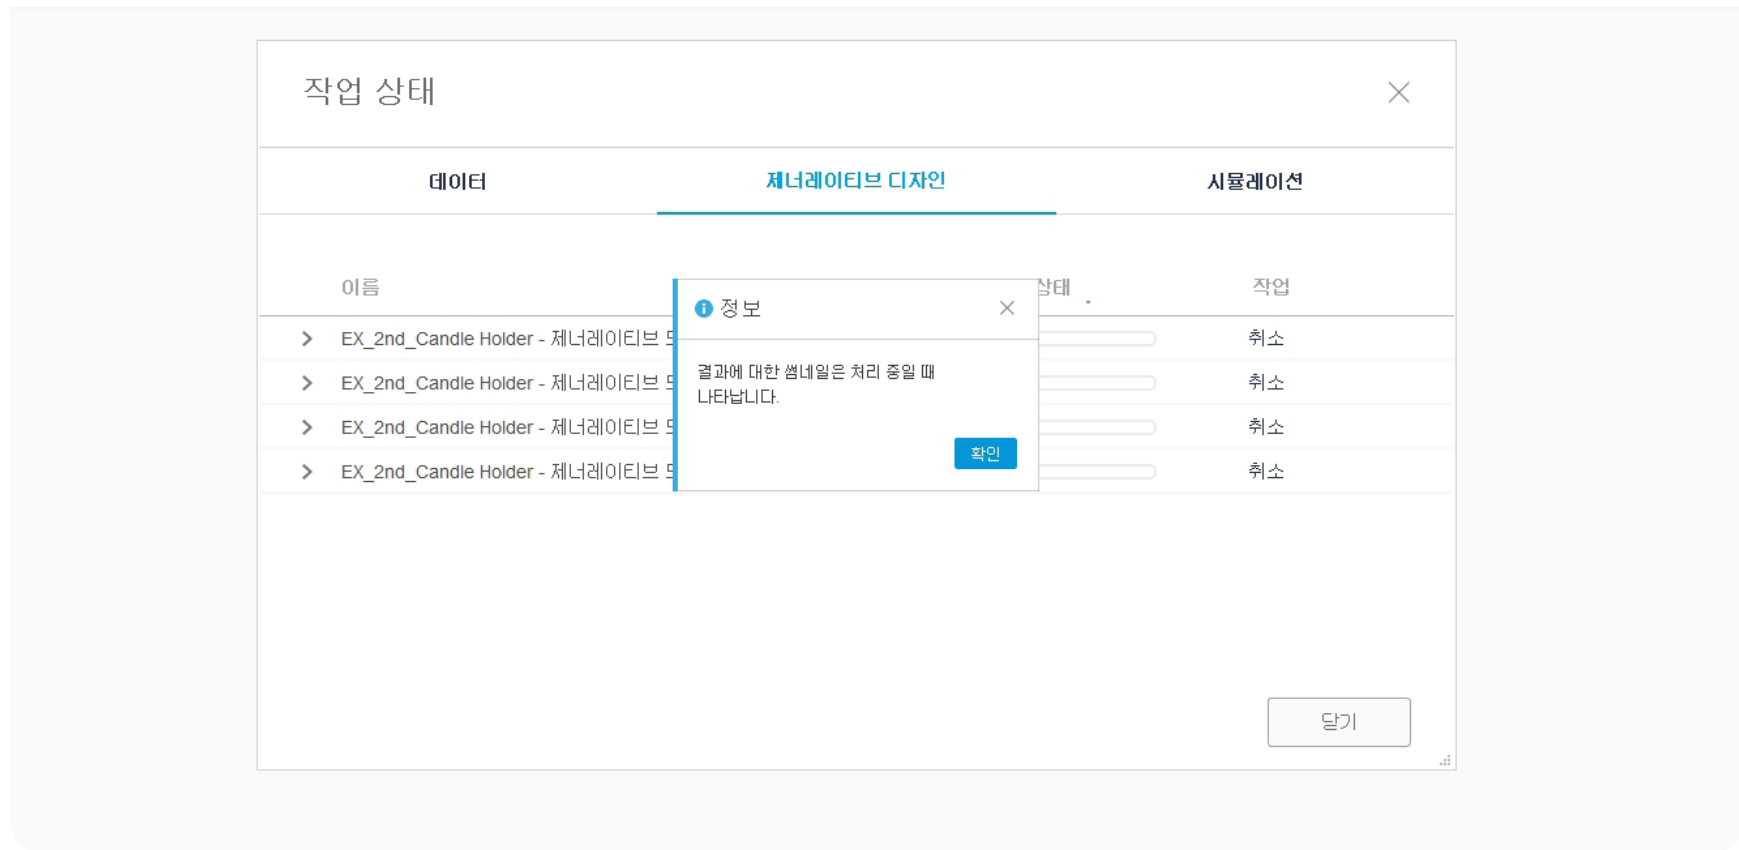 작업 상태
데이터 제너레이티브 디자인 시뮬레이션
이름 상태 작업
정보
EX_2nd_Candle Holder - 제너레이티브 취소
결과에 대한 썸네일은 처리 중일 때
EX_2nd_Candle Holder - 제너레이티브 취소
나타납니다.
EX_2nd_Candle Holder - 제너레이티브 취소
확인
EX_2nd_Candle Holder - 제너레이티브 취소
닫기